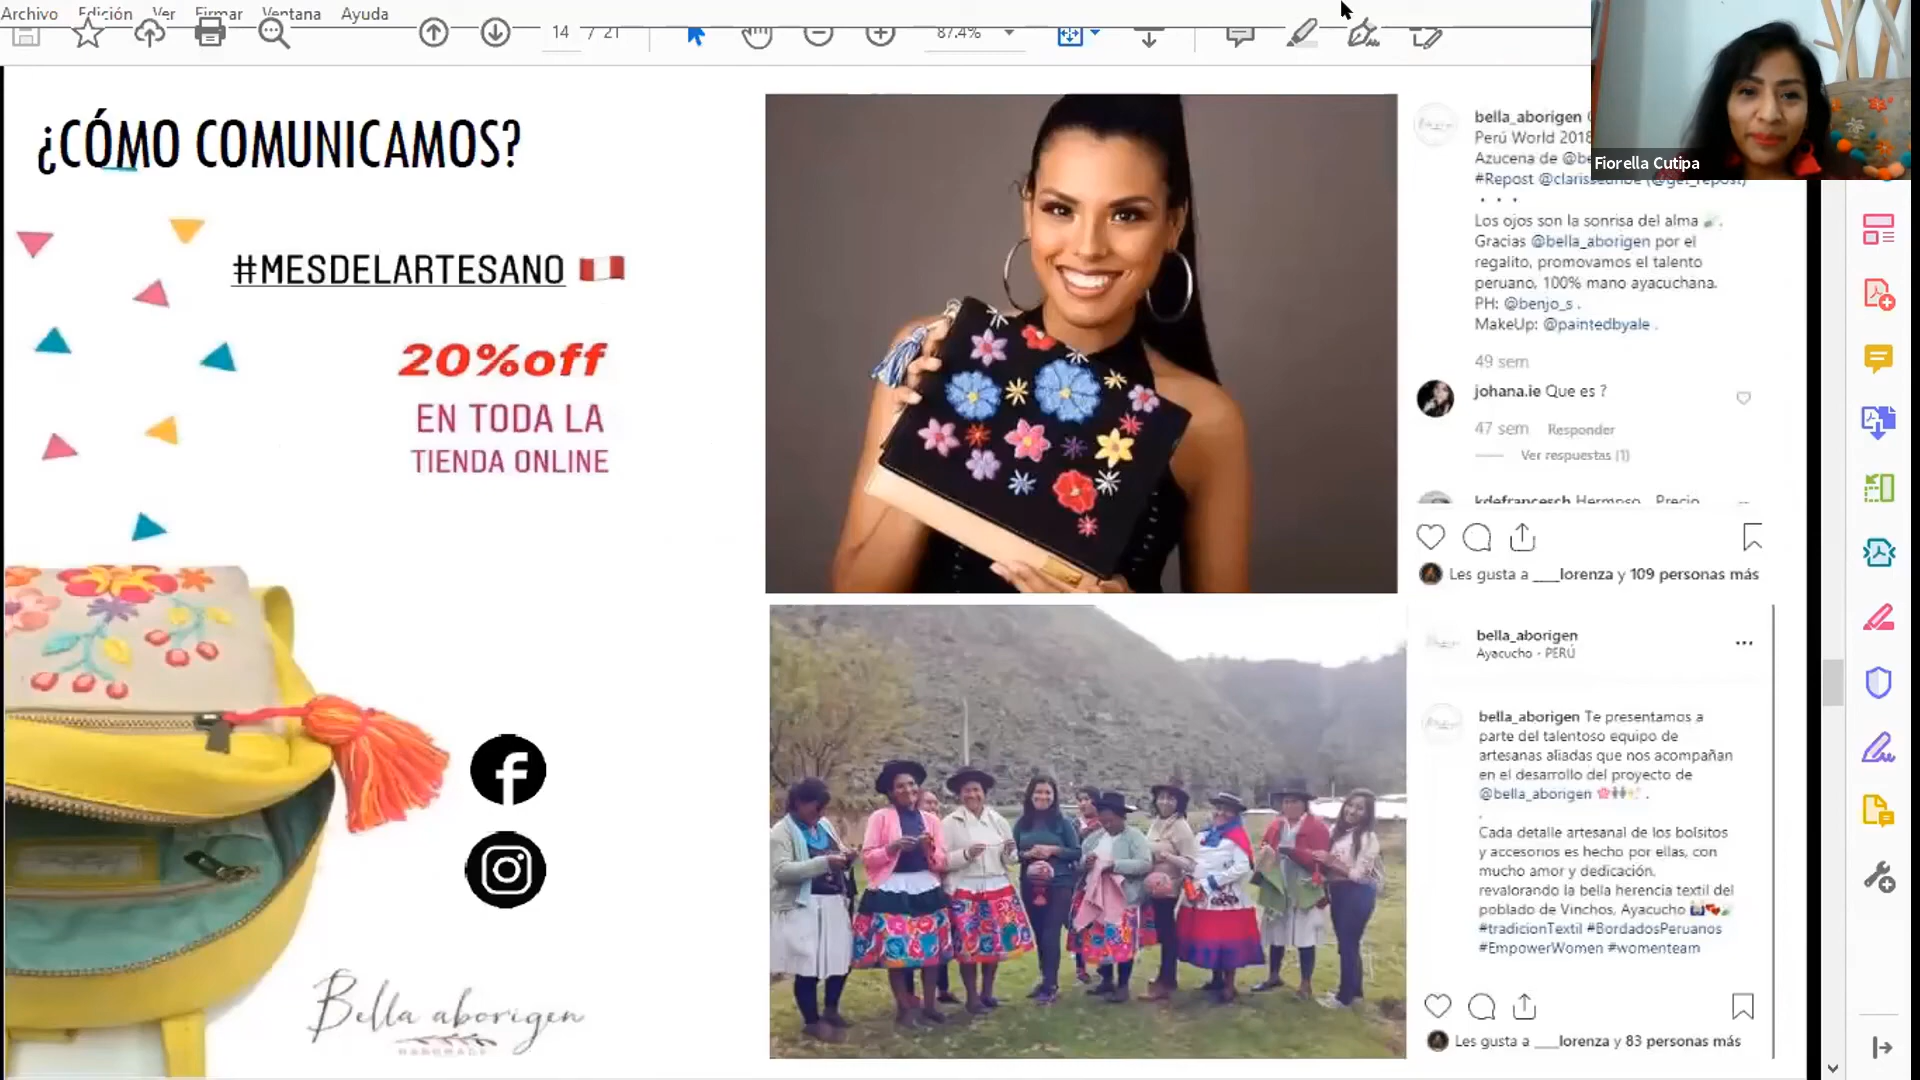 Archivo Edición Ver Firmar Ventana Ayuda
14 / 21
87.4%
¿CÓMO COMUNICAMOS?
#MESDELARTESANO
20%off
EN TODA LA
TIENDA ONLINE
Bella aborigen
HANDMADE
bella_aborigen
Perú World 2018
Azucena de
#Repost
Los ojos son la sonrisa del alma .
Gracias @bella_aborigen por el
regalito, promovamos el talento
peruano, 100% mano ayacuchana.
PH: @benjo_s .
MakeUp: @paintedbyale .
49 sem
johana.ie Que es ?
47 sem Responder
Ver respuestas (1)
kdefrancesch Hermoso Precio
Les gusta a ___lorenza y 109 personas más
bella_aborigen
Ayacucho - PERÚ
bella_aborigen Te presentamos a
parte del talentoso equipo de
artesanas aliadas que nos acompañan
en el desarrollo del proyecto de
@bella_aborigen .
.
Cada detalle artesanal de los bolsitos
y accesorios es hecho por ellas, con
mucho amor y dedicación.
revalorando la bella herencia textil del
poblado de Vinchos, Ayacucho
#tradicionTextil #BordadosPeruanos
#EmpowerWomen #womenteam
Les gusta a ___lorenza y 83 personas más
Fiorella Cutipa